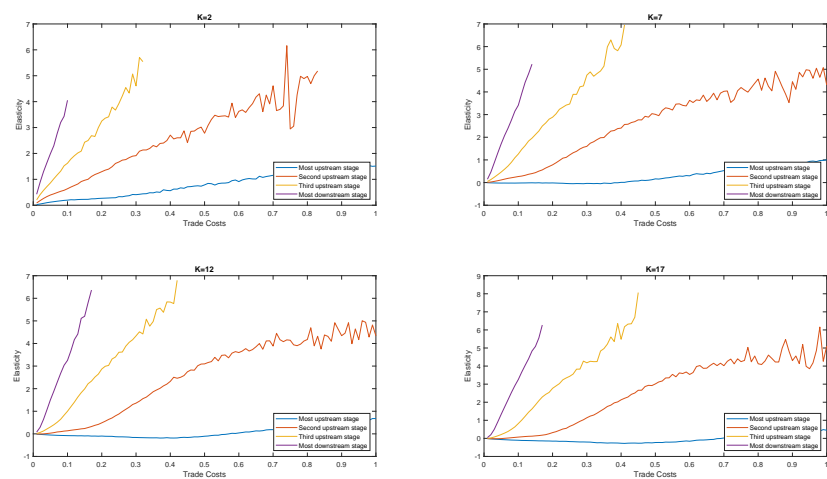 K=2
Elasticity
7
6
5
4
3
2
1
0
0 0.1 0.2 0.3 0.4 0.5 0.6 0.7 0.8 0.9 1
Trade Costs
Most upstream stage
Second upstream stage
Third upstream stage
Most downstream stage
K=7
Elasticity
7
6
5
4
3
2
1
0
-1
0 0.1 0.2 0.3 0.4 0.5 0.6 0.7 0.8 0.9 1
Trade Costs
Most upstream stage
Second upstream stage
Third upstream stage
Most downstream stage
K=12
Elasticity
7
6
5
4
3
2
1
0
-1
0 0.1 0.2 0.3 0.4 0.5 0.6 0.7 0.8 0.9 1
Trade Costs
Most upstream stage
Second upstream stage
Third upstream stage
Most downstream stage
K=17
Elasticity
9
8
7
6
5
4
3
2
1
0
-1
0 0.1 0.2 0.3 0.4 0.5 0.6 0.7 0.8 0.9 1
Trade Costs
Most upstream stage
Second upstream stage
Third upstream stage
Most downstream stage